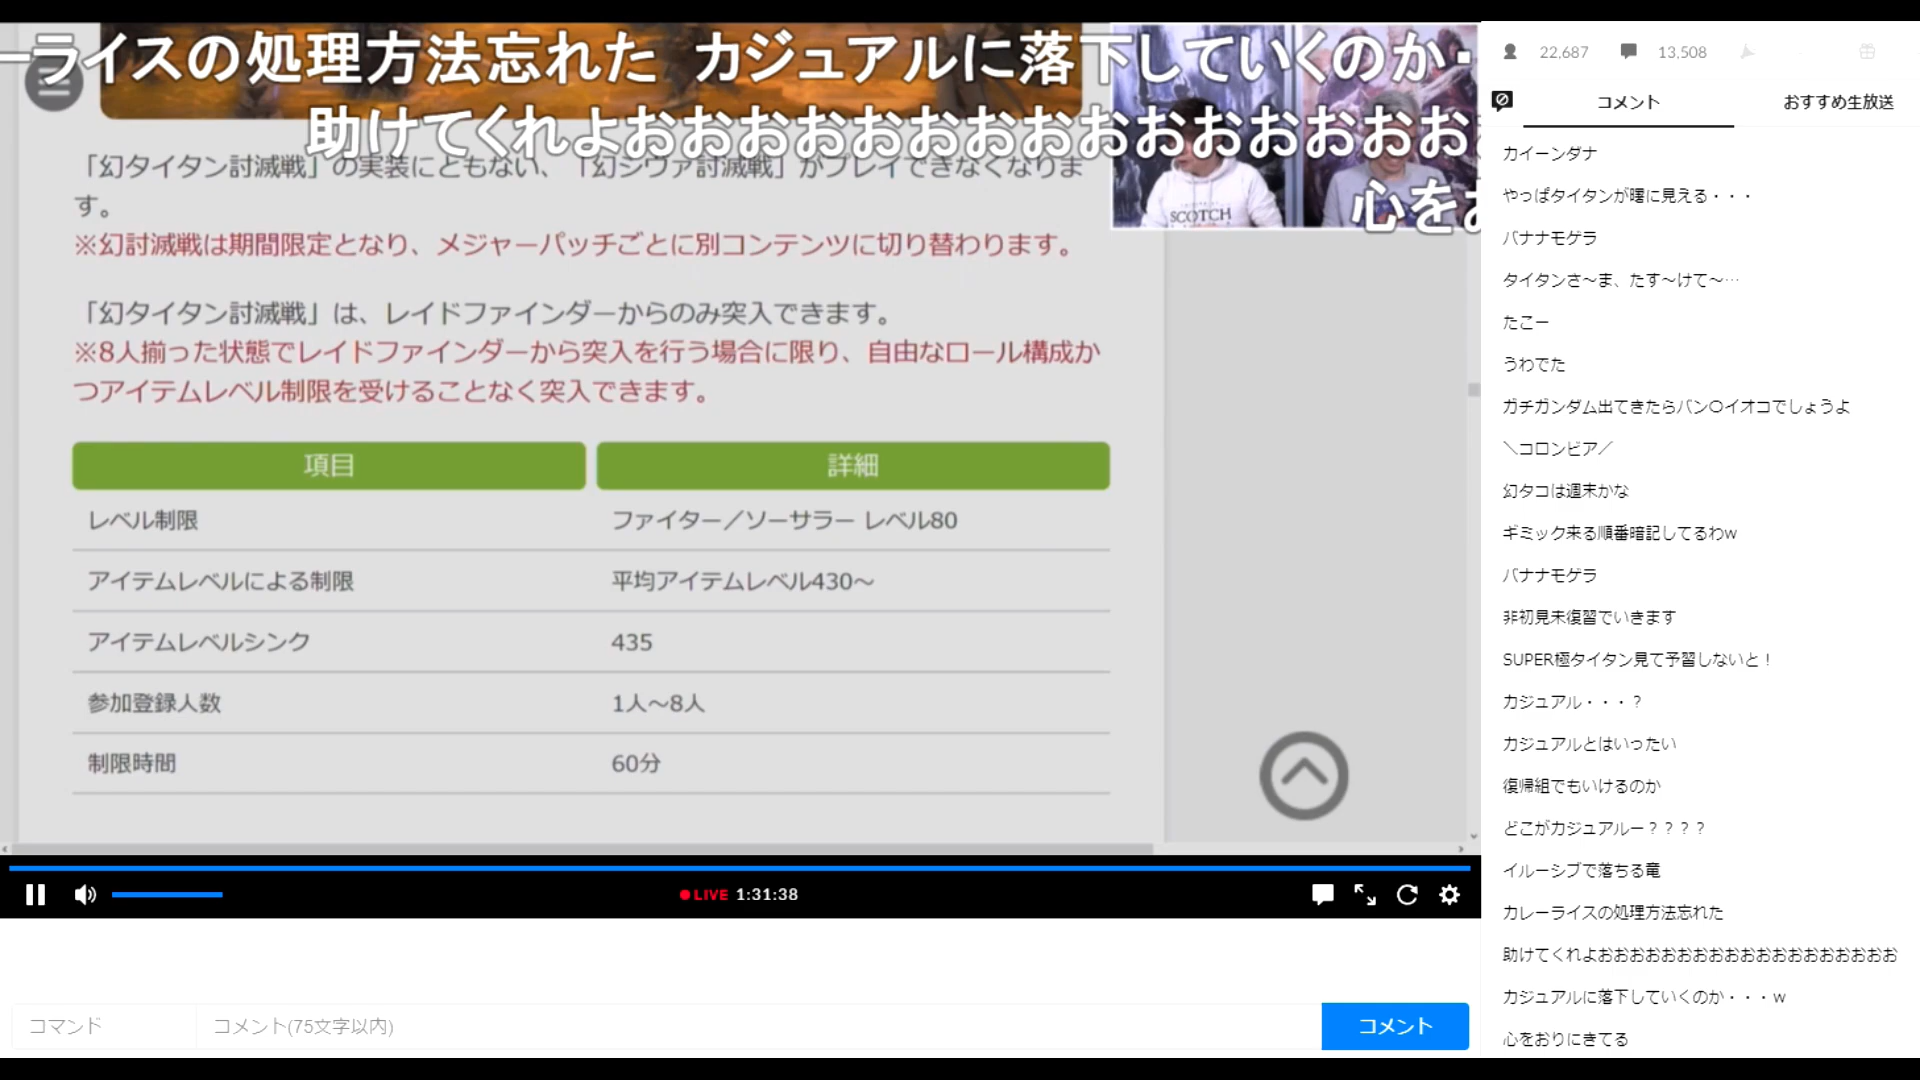 ーライスの処理方法忘れた カジュアルに落下していくのか・
助けてくれよおおおおおおおおおおおおおおお
心をお
SCOTCH
「幻タイタン討滅戦」の実装にともない、「幻シヴァ討滅戦」がプレイできなくなりま
す。
※幻討滅戦は期間限定となり、メジャーパッチごとに別コンテンツに切り替わります。
「幻タイタン討滅戦」は、レイドファインダーからのみ突入できます。
※8人揃った状態でレイドファインダーから突入を行う場合に限り、自由なロール構成か
つアイテムレベル制限を受けることなく突入できます。
項目 詳細
レベル制限 ファイター／ソーサラー レベル80
アイテムレベルによる制限 平均アイテムレベル430～
アイテムレベルシンク 435
参加登録人数 1人～8人
制限時間 60分
LIVE 1:31:38
コマンド コメント(75文字以内) コメント
22,687 13,508
コメント おすすめ生放送
カイーンダナ
やっぱタイタンが曙に見える・・・
バナナモゲラ
タイタンさ～ま、たす～けて～…
たこー
うわでた
ガチガンダム出てきたらバン〇イオコでしょうよ
＼コロンビア／
幻タコは週末かな
ギミック来る順番暗記してるわw
バナナモゲラ
非初見未復習でいきます
SUPER極タイタン見て予習しないと！
カジュアル・・・？
カジュアルとはいったい
復帰組でもいけるのか
どこがカジュアルー？？？？
イルーシブで落ちる竜
カレーライスの処理方法忘れた
助けてくれよおおおおおおおおおおおおおおおおおおお
カジュアルに落下していくのか・・・ｗ
心をおりにきてる